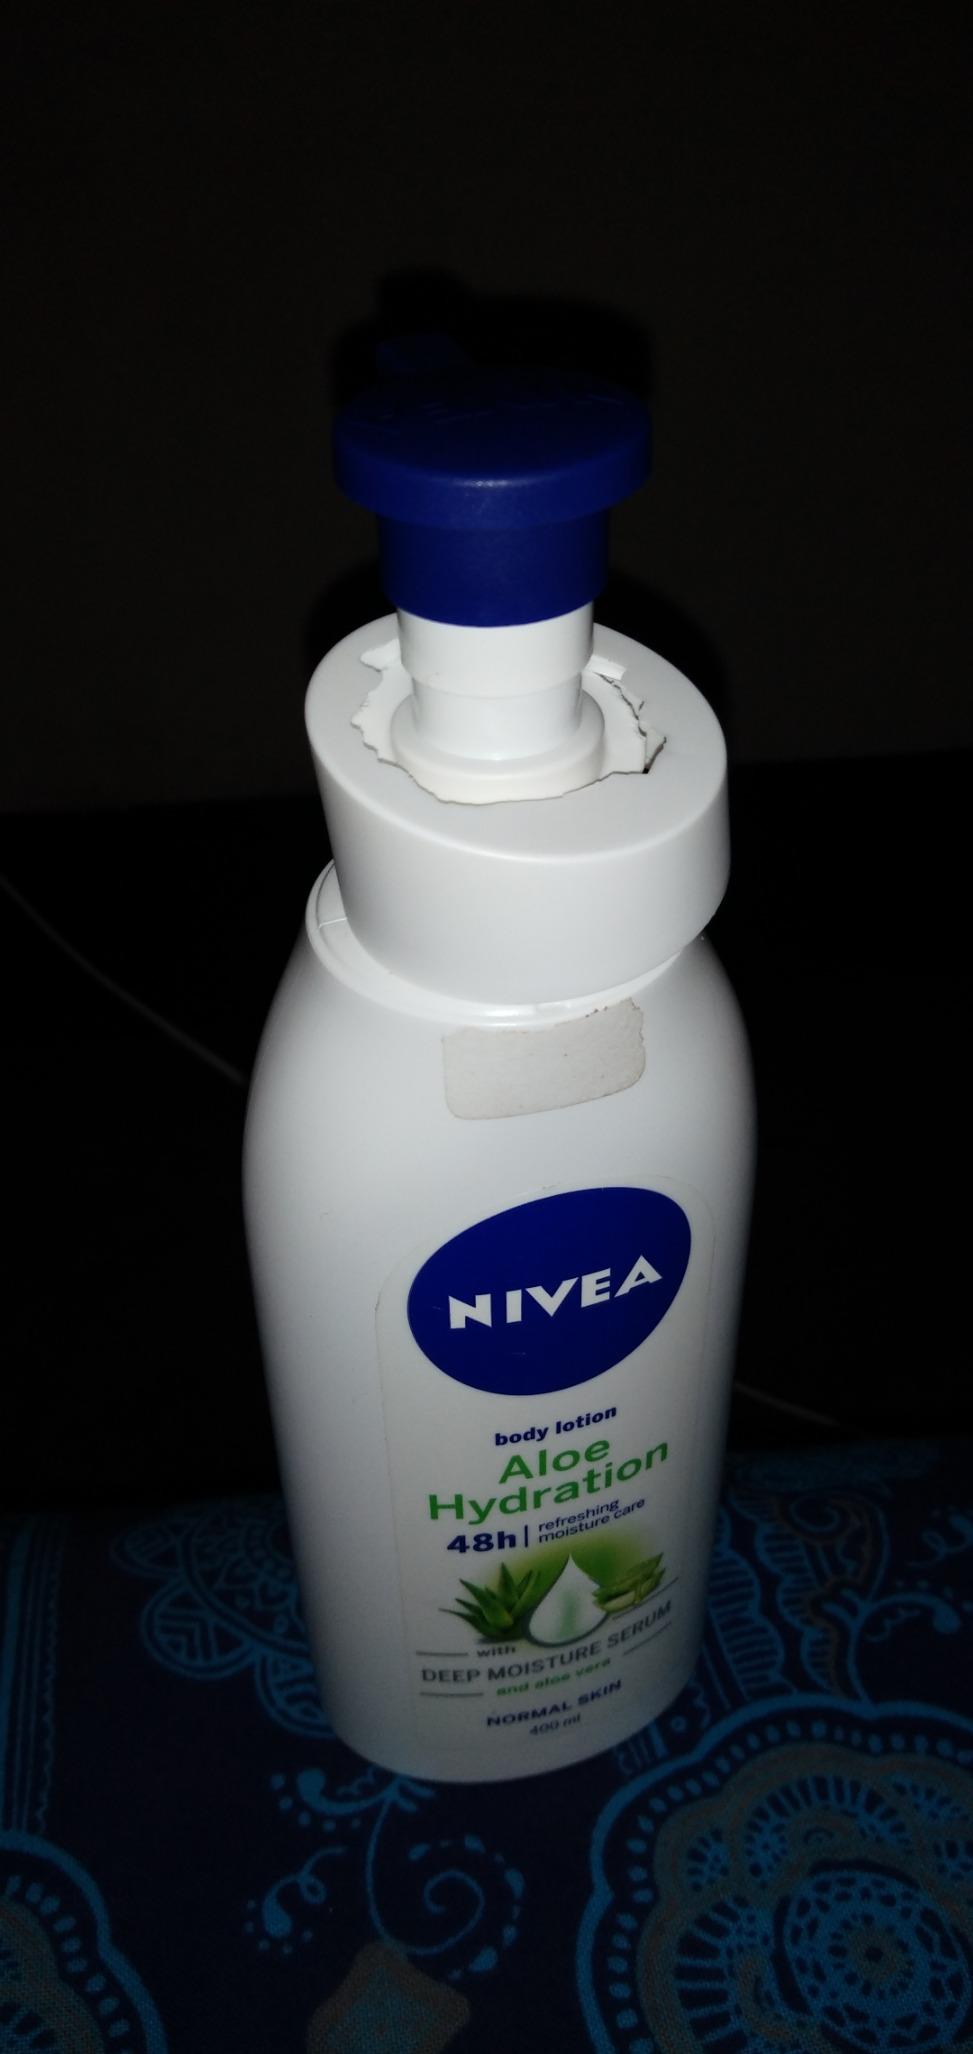 NIVEA
body lotion
Aloe
Hydration
48h | refreshing
moisture care
with
DEEP MOISTURE SERUM
and aloe vera
NORMAL SKIN
400 ml